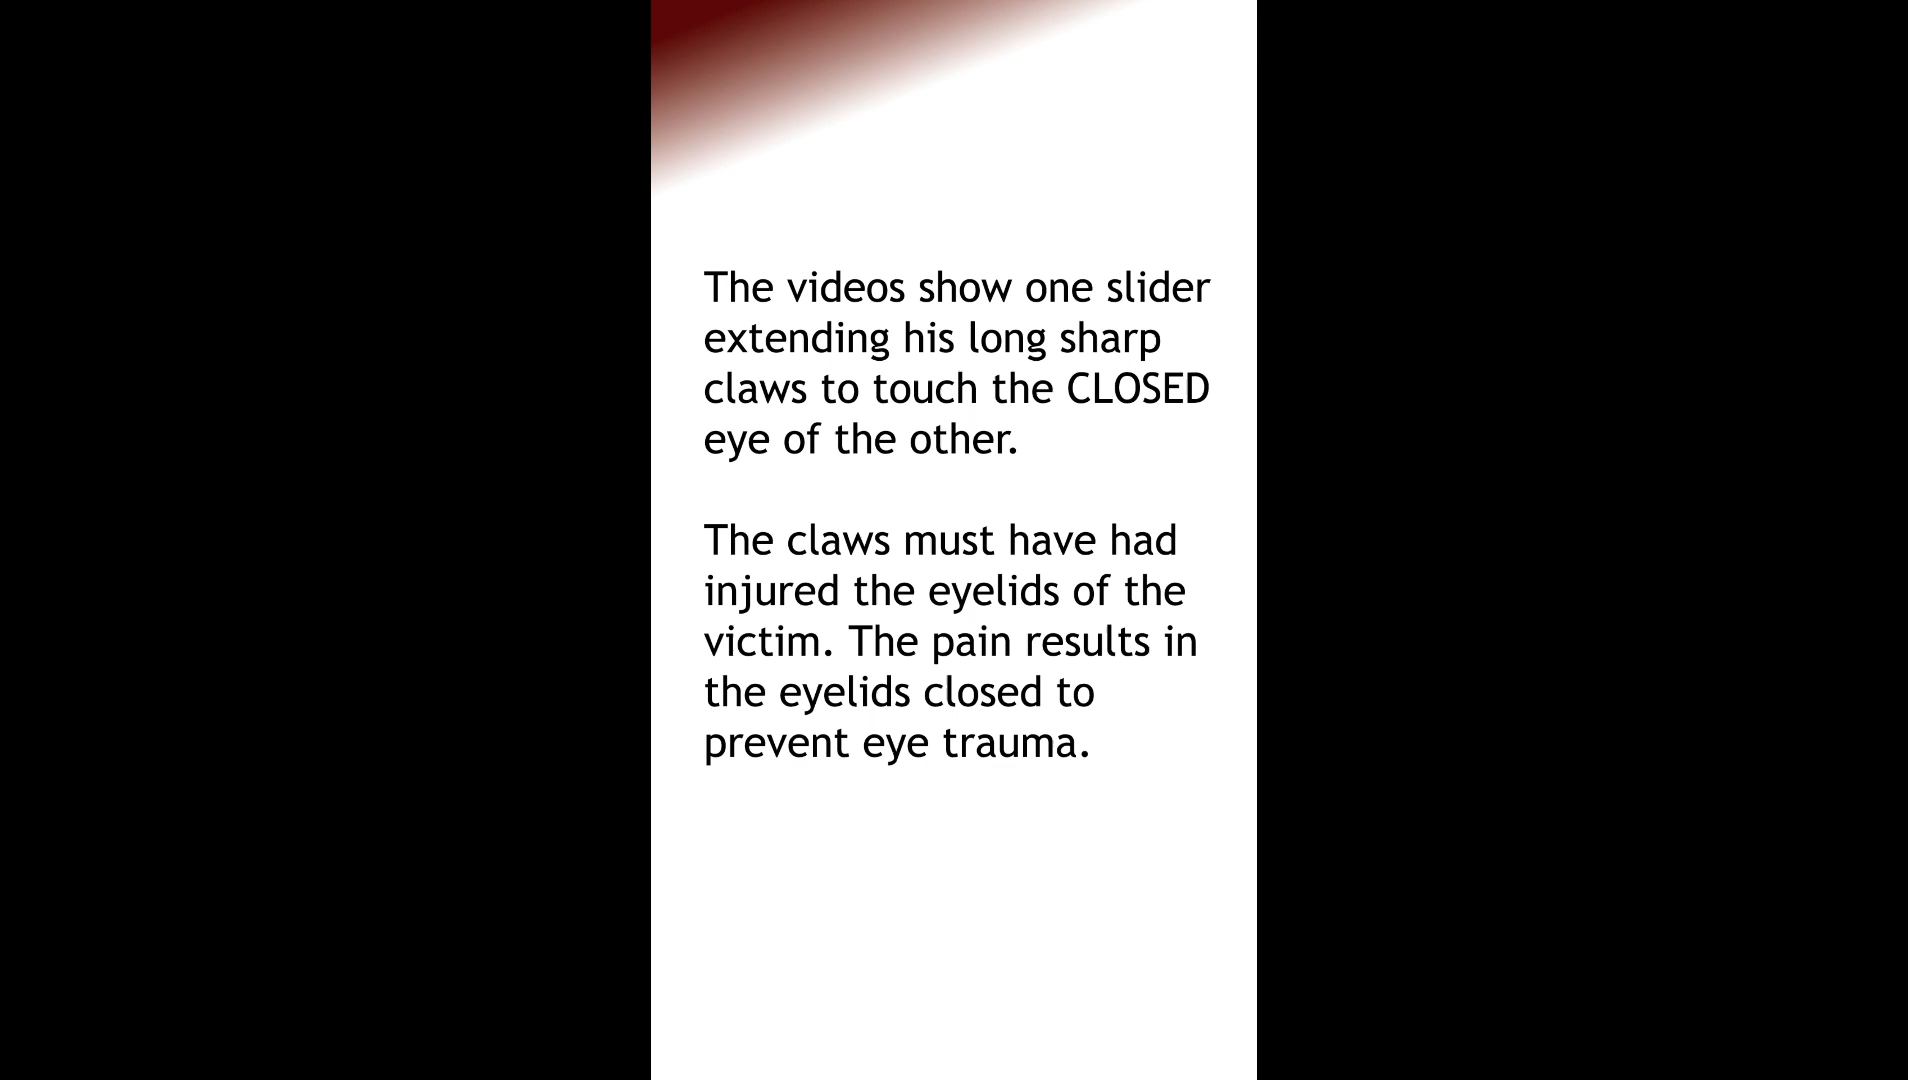 The videos show one slider
extending his long sharp
claws to touch the CLOSED
eye of the other.
The claws must have had
injured the eyelids of the
victim. The pain results in
the eyelids closed to
prevent eye trauma.